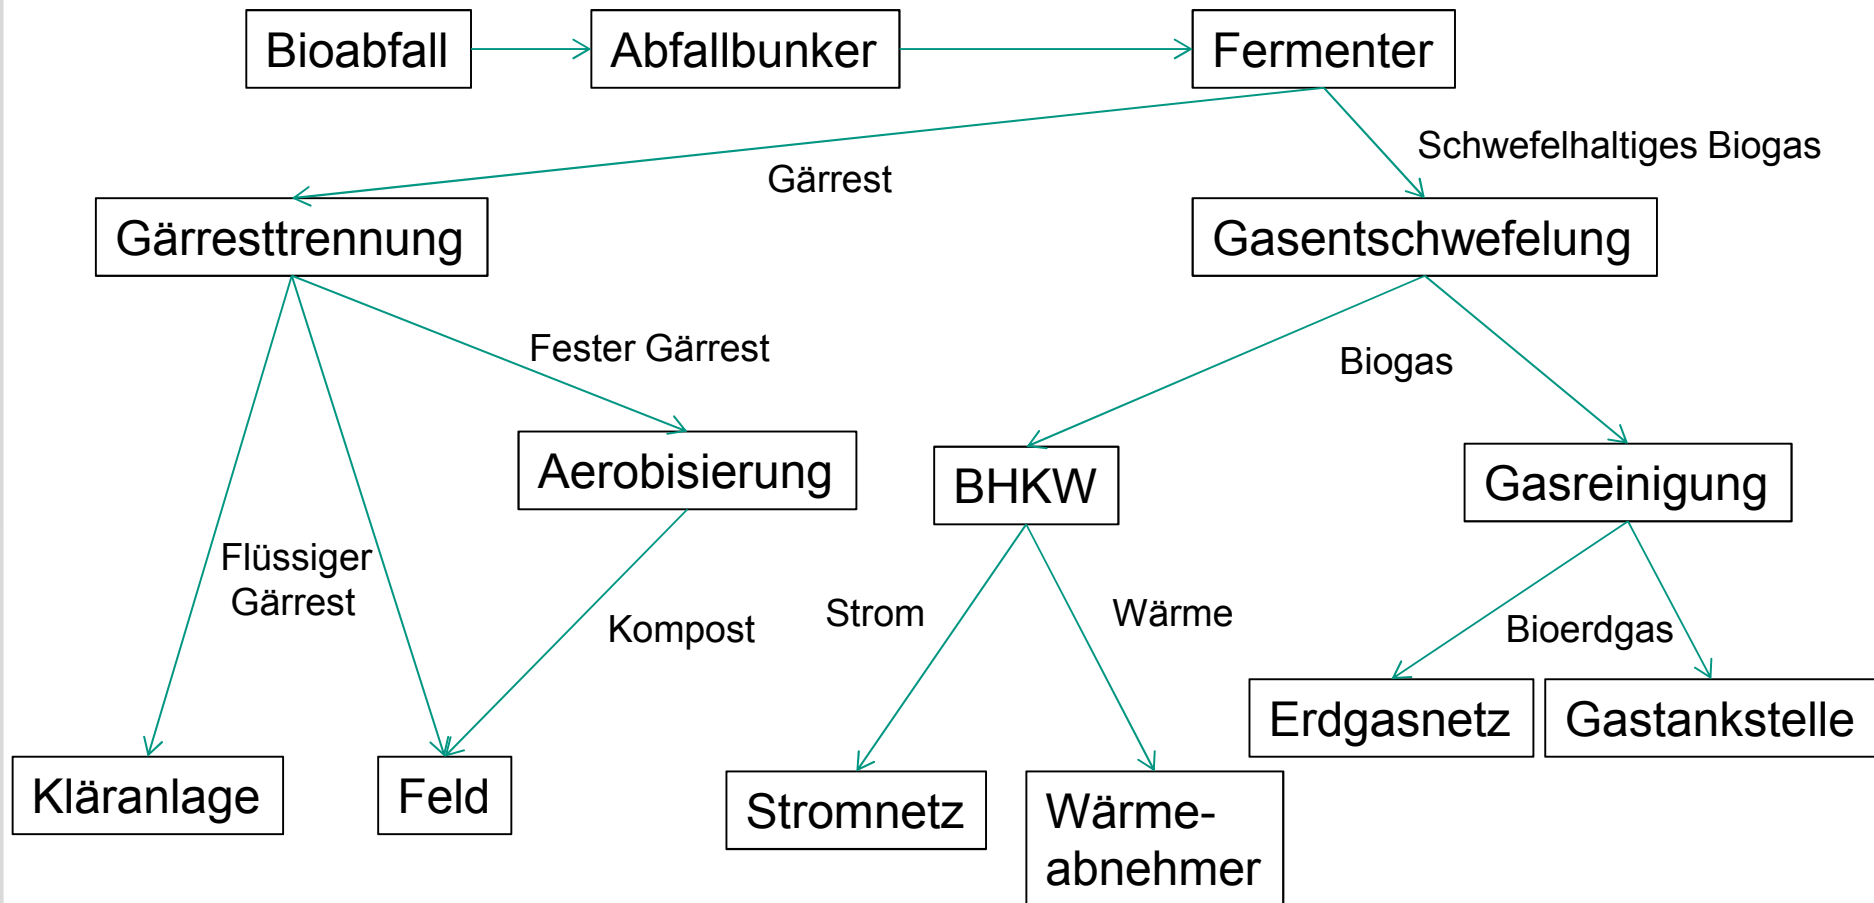 Bioabfall
Abfallbunker
Fermenter
Schwefelhaltiges Biogas
Gärrest
Gärresttrennung
Gasentschwefelung
Fester Gärrest
Biogas
Aerobisierung
BHKW
Gasreinigung
Flüssiger
Gärrest
Kompost
Strom
Wärme
Bioerdgas
Erdgasnetz
Gastankstelle
Kläranlage
Feld
Stromnetz
Wärme-
abnehmer